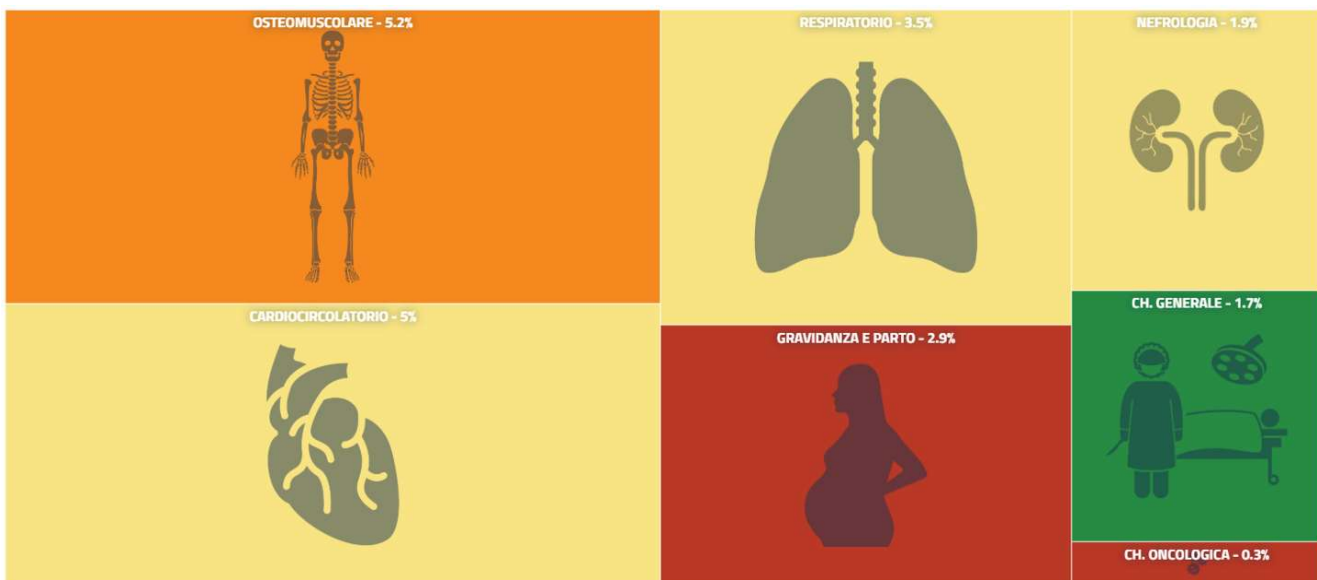 OSTEOMUSCOLARE - 5.2%
RESPIRATORIO - 3.5%
NEFROLOGIA - 1.9%
CARDIOCIRCOLATORIO - 5%
GRAVIDANZA E PARTO - 2.9%
CH. GENERALE - 1.7%
CH. ONCOLOGICA - 0.3%